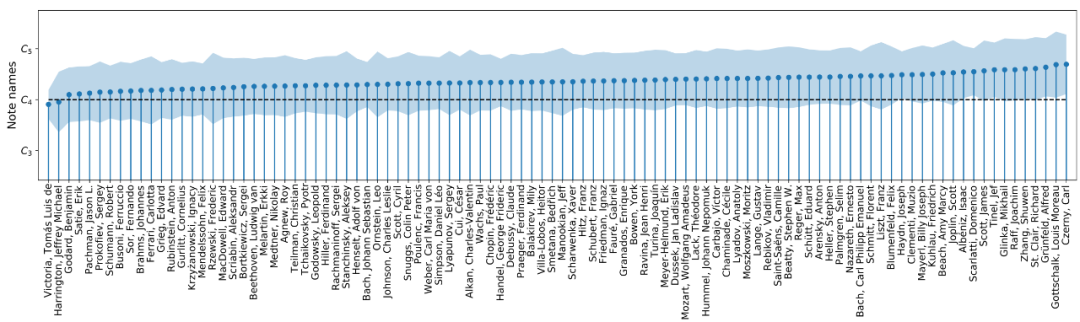 Note names
C5
C4
C3
Victoria, Tomás Luis de
Harrington, Jeffrey Michael
Godard, Benjamin
Satie, Erik
Pachman, Jason L.
Prokofiev, Sergey
Schumann, Robert
Busoni, Ferruccio
Sor, Fernando
Brahms, Johannes
Ferrari, Carlotta
Grieg, Edvard
Rubinstein, Anton
Gurlitt, Cornelius
Kryżanowski, Ignacy
Mendelssohn, Felix
Rzewski, Frederic
MacDowell, Edward
Scriabin, Aleksandr
Bortkiewicz, Sergei
Beethoven, Ludwig van
Melartin, Erkki
Medtner, Nikolay
Agnew, Roy
Teilman, Christian
Tchaikovsky, Pyotr
Godowsky, Leopold
Hiller, Ferdinand
Rachmaninoff, Sergei
Stanchinsky, Aleksey
Henselt, Adolf von
Bach, Johann Sebastian
Ornstein, Leo
Johnson, Charles Leslie
Scott, Cyril
Snuggs, Peter
Poulenc, Francis
Weber, Carl Maria von
Simpson, Daniel Léo
Lyapunov, Sergey
Cui, César
Alkan, Charles-Valentin
Wachs, Paul
Chopin, Frédéric
Handel, George Frideric
Debussy, Claude
Praeger, Ferdinand
Balakirev, Mily
Villa-Lobos, Heitor
Smetana, Bedřich
Manookian, Jeff
Scharwenka, Xaver
Hitz, Franz
Schubert, Franz
Friedman, Ignaz
Fauré, Gabriel
Granados, Enrique
Bowen, York
Ravina, Jean Henri
Turina, Joaquín
Meyer-Helmund, Erik
Dussek, Jan Ladislav
Mozart, Wolfgang Amadeus
Lack, Théodore
Hummel, Johann Nepomuk
Carbajo, Víctor
Chaminade, Cécile
Lyadov, Anatoly
Moszkowski, Moritz
Lange, Gustav
Rebikov, Vladimir
Saint-Saëns, Camille
Beatty, Stephen W.
Reger, Max
Schütt, Eduard
Arensky, Anton
Heller, Stephen
Palmgren, Selim
Nazareth, Ernesto
Bach, Carl Philipp Emanuel
Schmitt, Florent
Liszt, Franz
Blumenfeld, Felix
Haydn, Joseph
Clementi, Muzio
Mayerl, Billy Joseph
Kuhlau, Friedrich
Beach, Amy Marcy
Joplin, Scott
Albéniz, Isaac
Scarlatti, Domenico
Scott, James
Tinel, Jef
Glinka, Mikhail
Raff, Joachim
Zhng, Shuwen
St. Clair, Richard
Grünfeld, Alfred
Gottschalk, Louis Moreau
Czerny, Carl